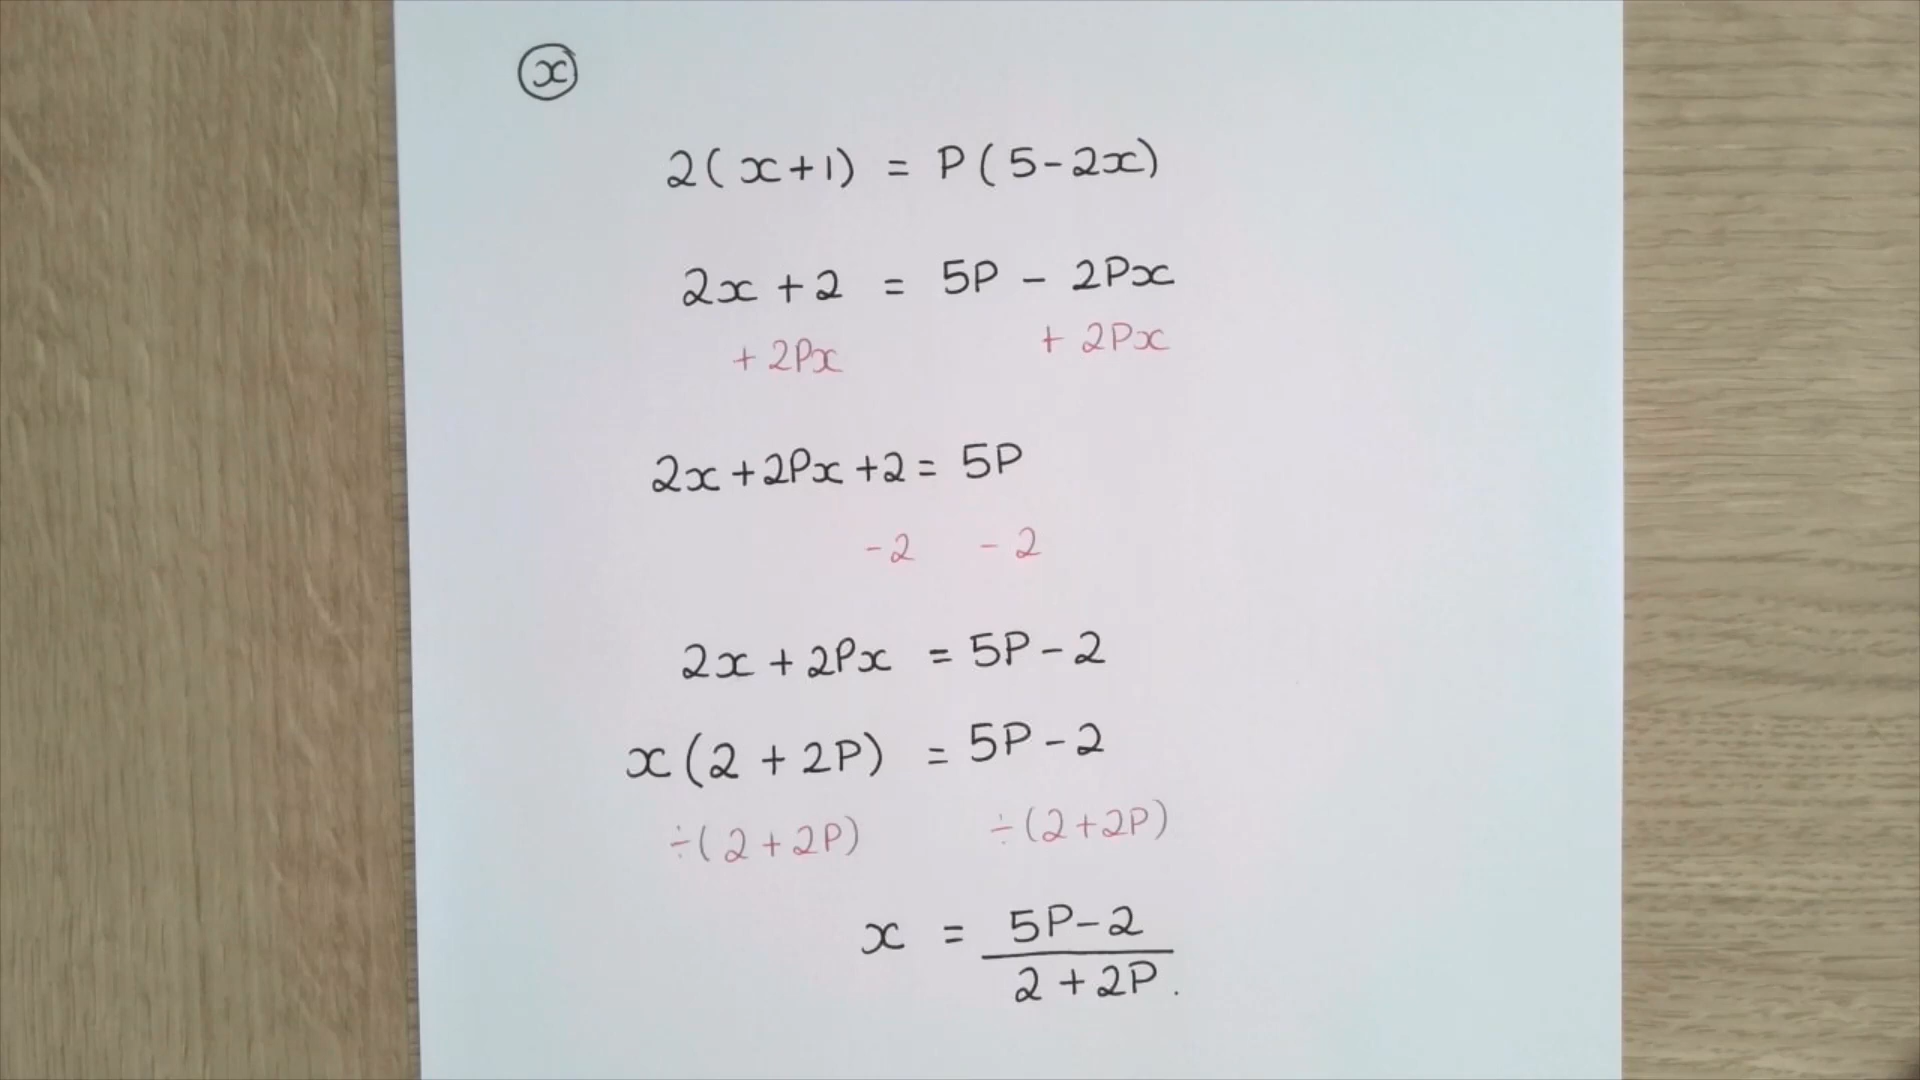 x
2(x+1) = P(5-2x)
2x +2 = 5P - 2Px
+ 2Px + 2Px
2x +2Px +2 = 5P
-2 - 2
2x + 2Px = 5P - 2
x(2 + 2P) = 5P - 2
÷(2 + 2P) ÷(2+2P)
x = 5P-2
2 + 2P.